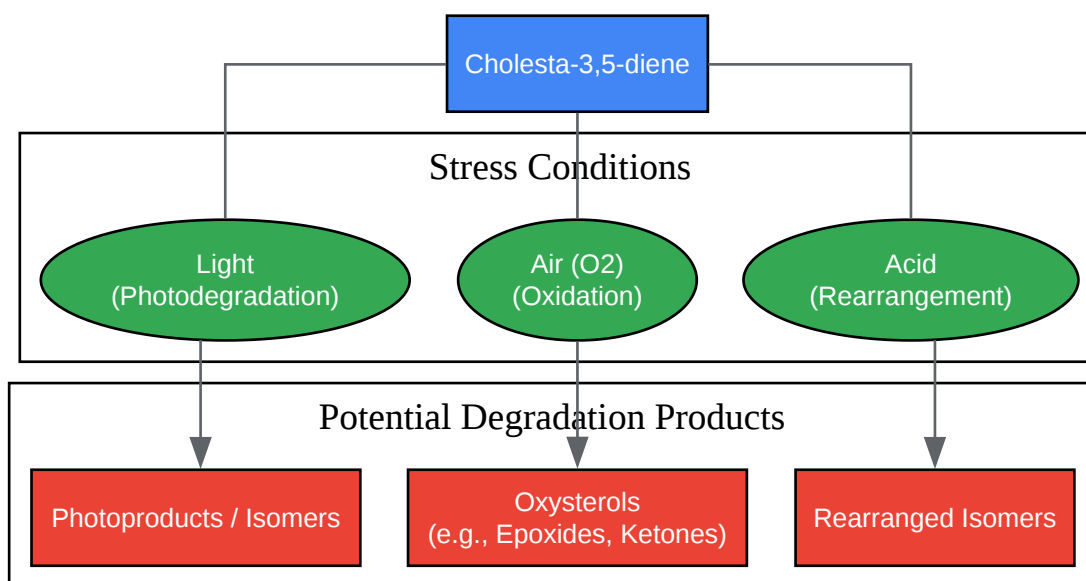 Cholesta-3,5-diene
Stress Conditions
Light
(Photodegradation)
Air (O2)
(Oxidation)
Acid
(Rearrangement)
Potential Degradation Products
Photoproducts / Isomers
Oxysterols
(e.g., Epoxides, Ketones)
Rearranged Isomers